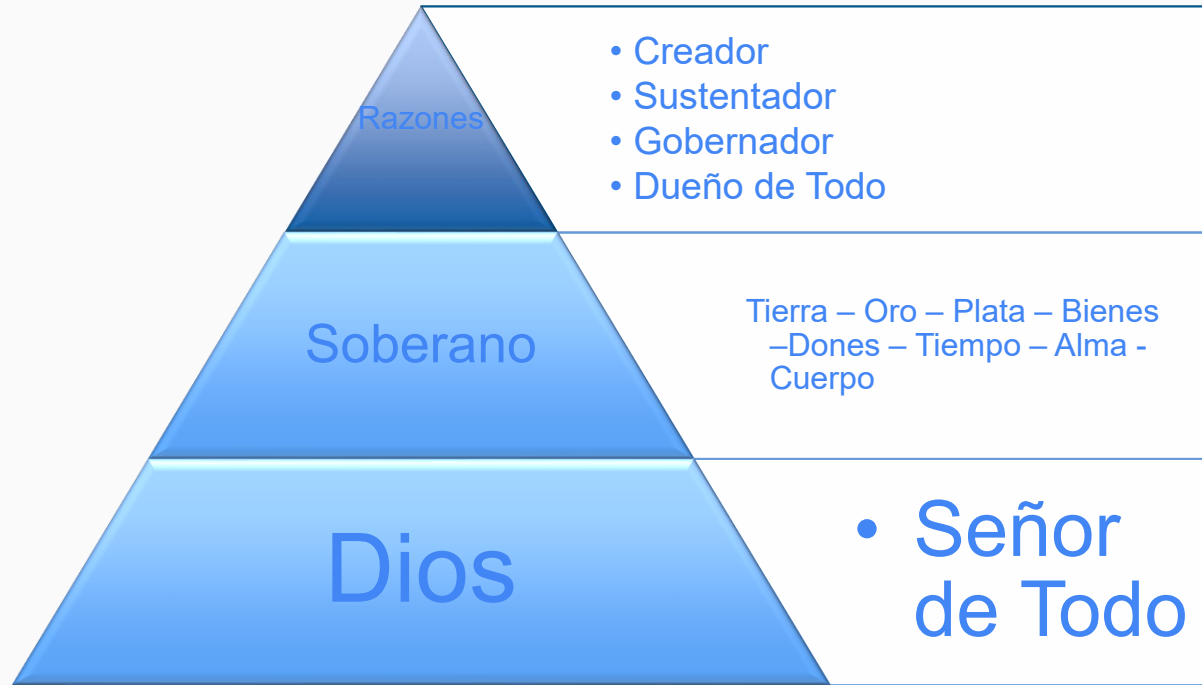 Razones
• Creador
• Sustentador
• Gobernador
• Dueño de Todo
Soberano
Tierra – Oro – Plata – Bienes
–Dones – Tiempo – Alma -
Cuerpo
Dios
• Señor
de Todo